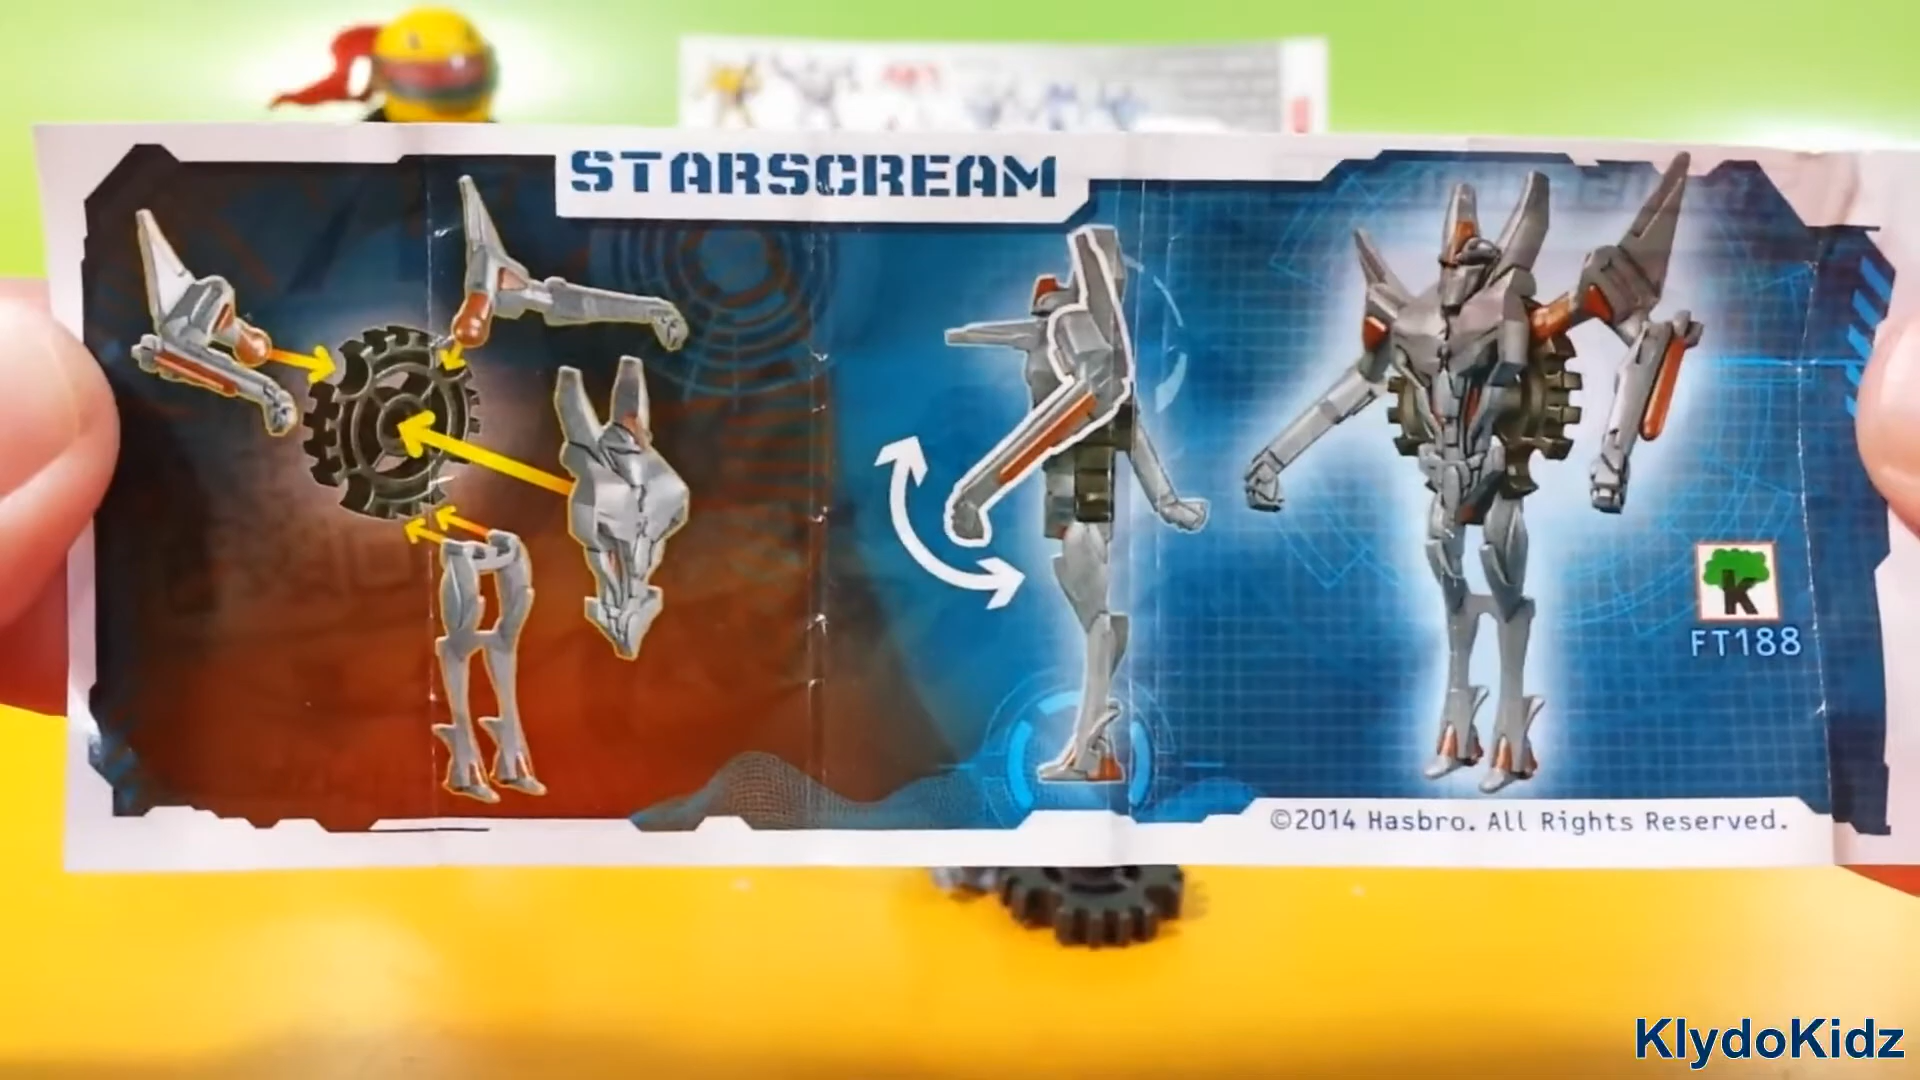 STARSCREAM
K
FT188
©2014 Hasbro. All Rights Reserved.
KlydoKidz